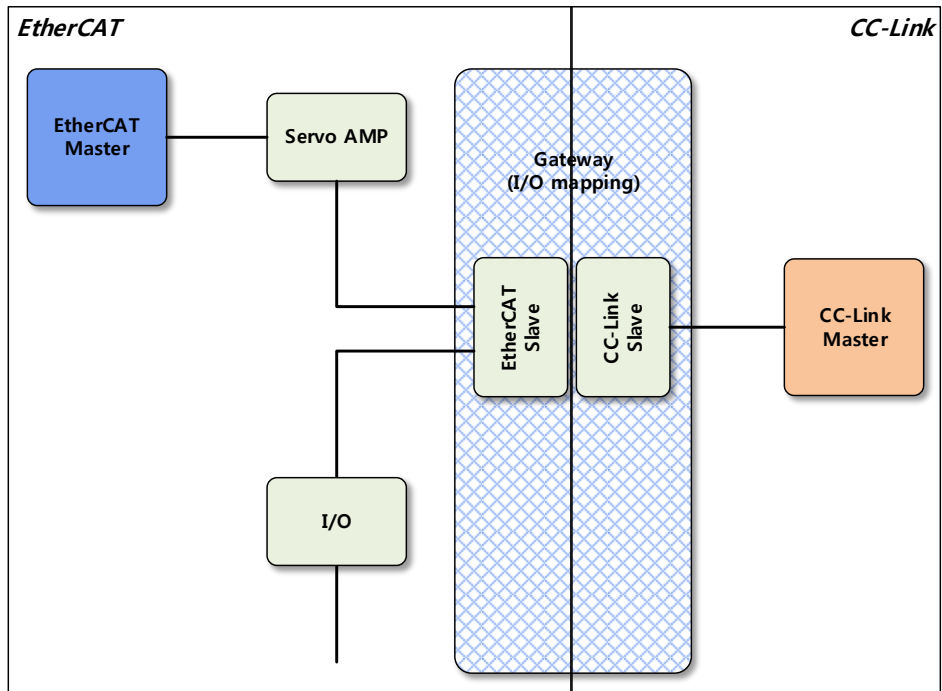 EtherCAT
CC-Link
EtherCAT
Master
Servo AMP
Gateway
(I/O mapping)
EtherCAT
Slave
CC-Link
Slave
CC-Link
Master
I/O